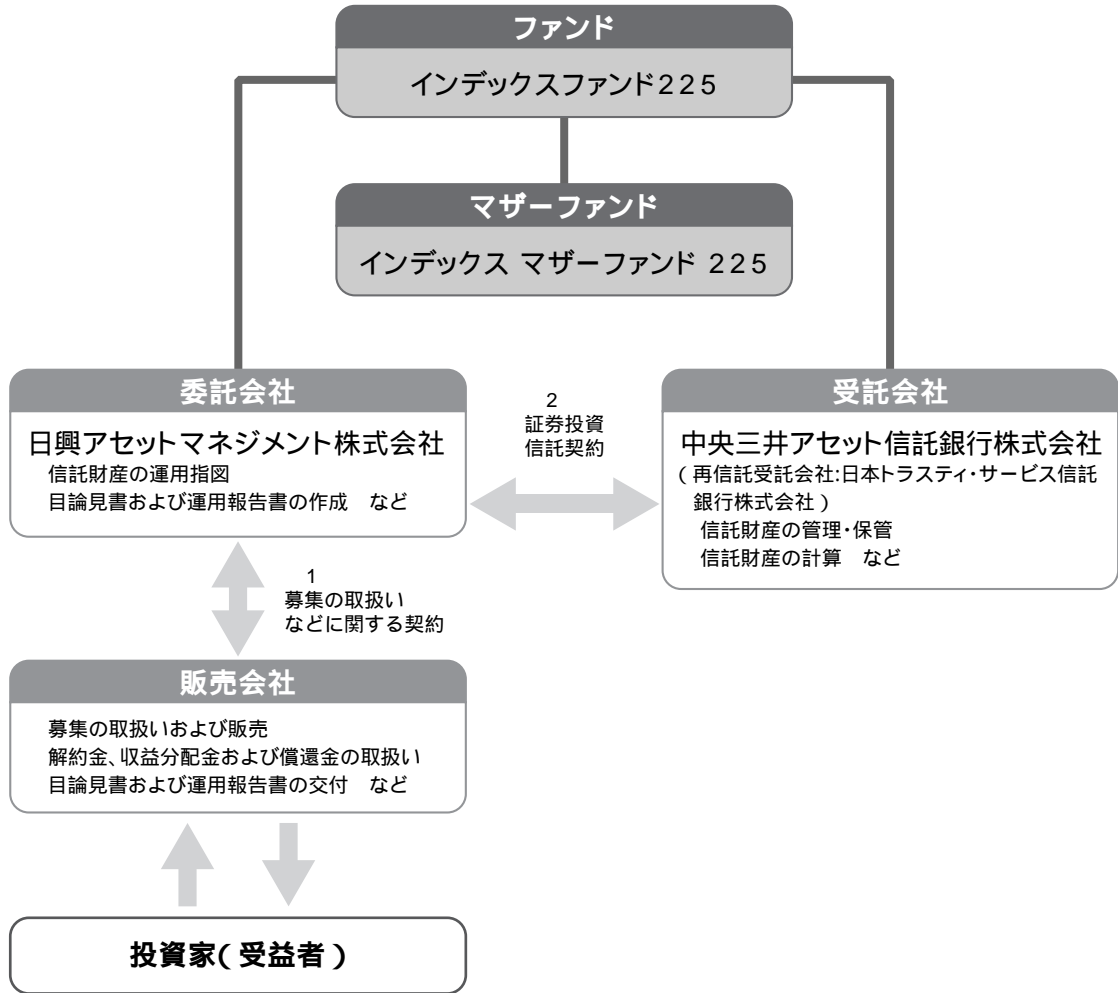 ファンド
インデックスファンド225
マザーファンド
インデックス マザーファンド 225
委託会社
日興アセットマネジメント株式会社
信託財産の運用指図
目論見書および運用報告書の作成　など
2
証券投資
信託契約
受託会社
中央三井アセット信託銀行株式会社
(再信託受託会社:日本トラスティ・サービス信託
銀行株式会社)
信託財産の管理・保管
信託財産の計算　など
1
募集の取扱い
などに関する契約
販売会社
募集の取扱いおよび販売
解約金、収益分配金および償還金の取扱い
目論見書および運用報告書の交付　など
投資家(受益者)